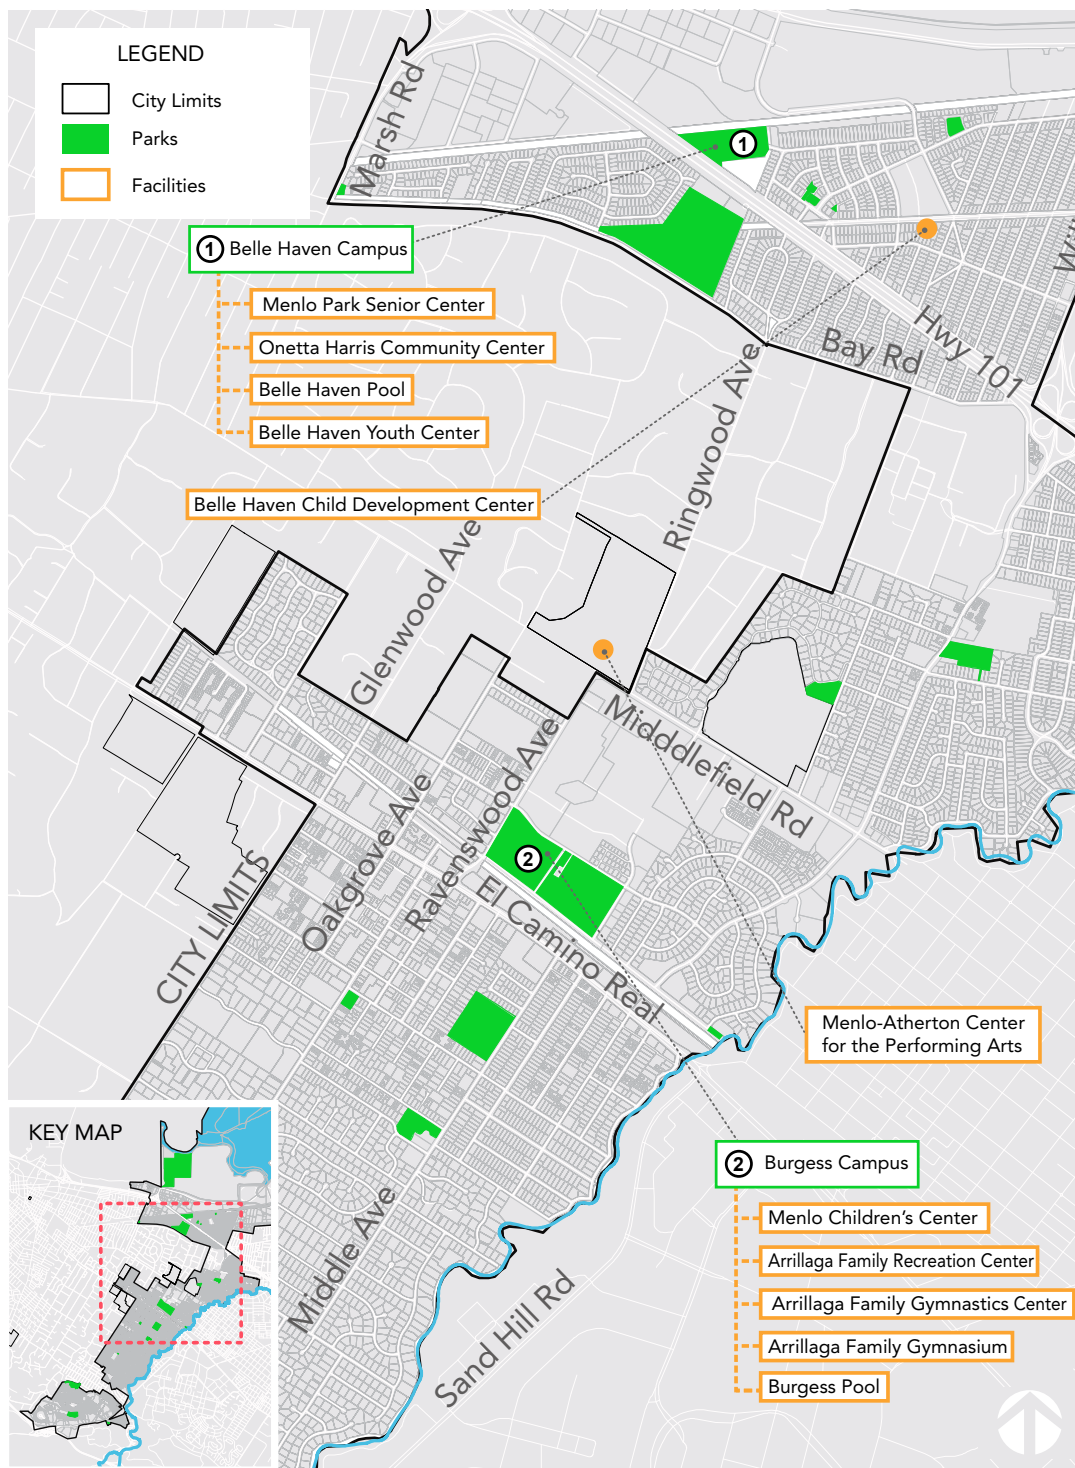 LEGEND
City Limits
Parks
Facilities
Marsh Rd
1
1 Belle Haven Campus
Menlo Park Senior Center
Onetta Harris Community Center
Belle Haven Pool
Belle Haven Youth Center
Belle Haven Child Development Center
Hwy 101
Bay Rd
Ringwood Ave
Glenwood Ave
Midddlefield Rd
Ravenswood Ave
Oakgrove Ave
2
El Camino Real
CITY LIMITS
Menlo-Atherton Center
for the Performing Arts
KEY MAP
Middle Ave
Sand Hill Rd
2 Burgess Campus
Menlo Children's Center
Arrillaga Family Recreation Center
Arrillaga Family Gymnastics Center
Arrillaga Family Gymnasium
Burgess Pool